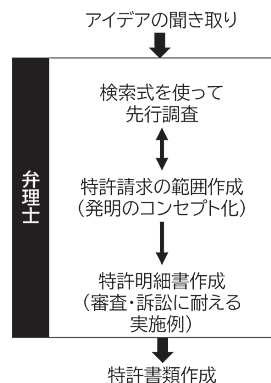 アイデアの聞き取り
弁理士
検索式を使って
先行調査
特許請求の範囲作成
（発明のコンセプト化）
特許明細書作成
（審査・訴訟に耐える
実施例）
特許書類作成